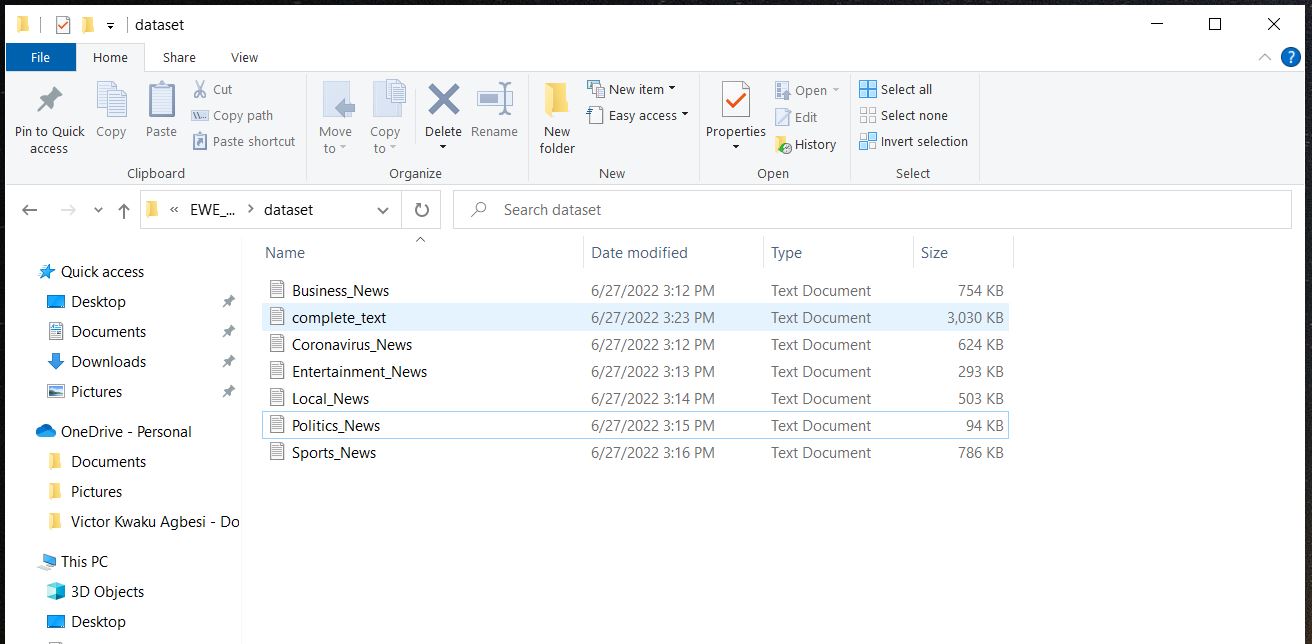 dataset
File Home Share View
Pin to Quick access
Copy
Paste
Cut
Copy path
Paste shortcut
Clipboard
Move to
Copy to
Delete
Rename
Organize
New folder
New item
Easy access
New
Properties
Open
Edit
History
Open
Select all
Select none
Invert selection
Select
« EWE_... > dataset
Search dataset
Name Date modified Type Size
Business_News 6/27/2022 3:12 PM Text Document 754 KB
complete_text 6/27/2022 3:23 PM Text Document 3,030 KB
Coronavirus_News 6/27/2022 3:12 PM Text Document 624 KB
Entertainment_News 6/27/2022 3:13 PM Text Document 293 KB
Local_News 6/27/2022 3:14 PM Text Document 503 KB
Politics_News 6/27/2022 3:15 PM Text Document 94 KB
Sports_News 6/27/2022 3:16 PM Text Document 786 KB
Quick access
Desktop
Documents
Downloads
Pictures
OneDrive - Personal
Documents
Pictures
Victor Kwaku Agbesi - Do
This PC
3D Objects
Desktop